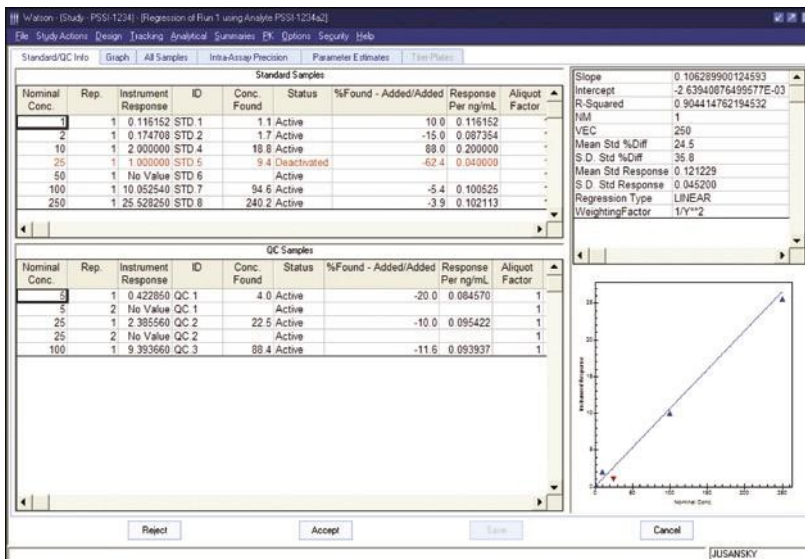 Watson - [Study - PSSI-1234] - [Regression of Run 1 using Analyte PSSI-1234a2]
File Study Actions Design Tracking Analytical Summaries PK Options Security Help
Standard/QC Info Graph All Samples Intra-Assay Precision Parameter Estimates
Standard Samples
Nominal Conc. Rep. Instrument Response ID Conc. Found Status %Found - Added/Added Response Per ng/mL Aliquot Factor
1 1 0.116152 STD.1 1.1 Active 10.0 0.116152
2 1 0.174708 STD.2 1.7 Active -15.0 0.087354
10 1 2.000000 STD.4 18.8 Active 88.0 0.200000
25 1 1.000000 STD.5 9.4 Deactivated -62.4 0.040000
50 1 No Value STD.6 Active
100 1 10.052540 STD.7 94.6 Active -5.4 0.100525
250 1 25.528250 STD.8 240.2 Active -3.9 0.102113
QC Samples
Nominal Conc. Rep. Instrument Response ID Conc. Found Status %Found - Added/Added Response Per ng/mL Aliquot Factor
5 1 0.422850 QC.1 4.0 Active -20.0 0.084570 1
5 2 No Value QC.1 Active 1
25 1 2.385560 QC.2 22.5 Active -10.0 0.095422 1
25 2 No Value QC.2 Active 1
100 1 9.393660 QC.3 88.4 Active -11.6 0.093937 1
Slope 0.106289900124593
Intercept -2.63940876499577E-03
R-Squared 0.904414762194532
NM 1
VEC 250
Mean Std %Diff 24.5
S.D. Std %Diff 35.8
Mean Std Response 0.121229
S.D. Std Response 0.045200
Regression Type LINEAR
WeightingFactor 1/Y**2
Instrument Response
Nominal Conc.
Reject Accept Save Cancel
JUSANSKY